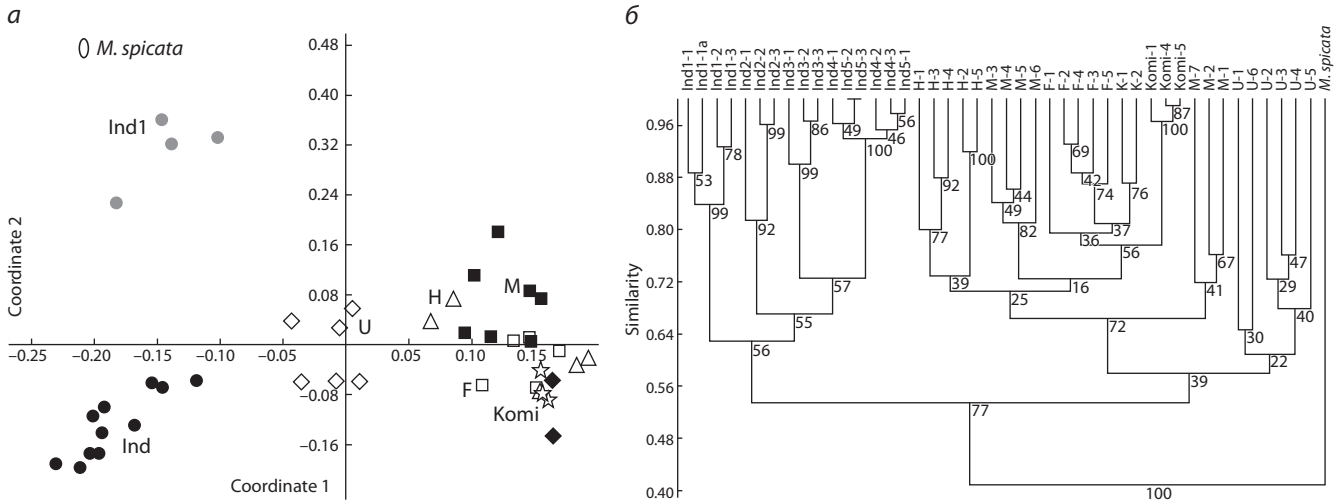 а
M. spicata
Coordinate 2
0.48
0.40
0.32
0.24
0.16
0.08
−0.08
−0.16
−0.25
−0.20
−0.15
−0.10
−0.05
0.05
0.10
0.15
Ind1
Ind
U
H
M
F
Komi
Coordinate 1
б
Similarity
0.96
0.88
0.80
0.72
0.64
0.56
0.48
0.40
Ind1-1
Ind1-1a
Ind1-2
Ind1-3
Ind2-1
Ind2-2
Ind2-3
Ind3-1
Ind3-2
Ind3-3
Ind4-1
Ind5-2
Ind5-3
Ind4-2
Ind4-3
Ind5-1
H-1
H-3
H-4
H-2
H-5
M-3
M-4
M-5
M-6
F-1
F-2
F-4
F-3
F-5
K-1
K-2
Komi-1
Komi-4
Komi-5
M-7
M-2
M-1
U-1
U-6
U-2
U-3
U-4
U-5
M. spicata
53
78
99
99
92
86
99
49
56
46
100
57
55
56
92
77
100
39
44
49
82
69
42
74
76
37
36
87
100
56
16
25
67
41
72
30
47
29
40
22
39
77
100